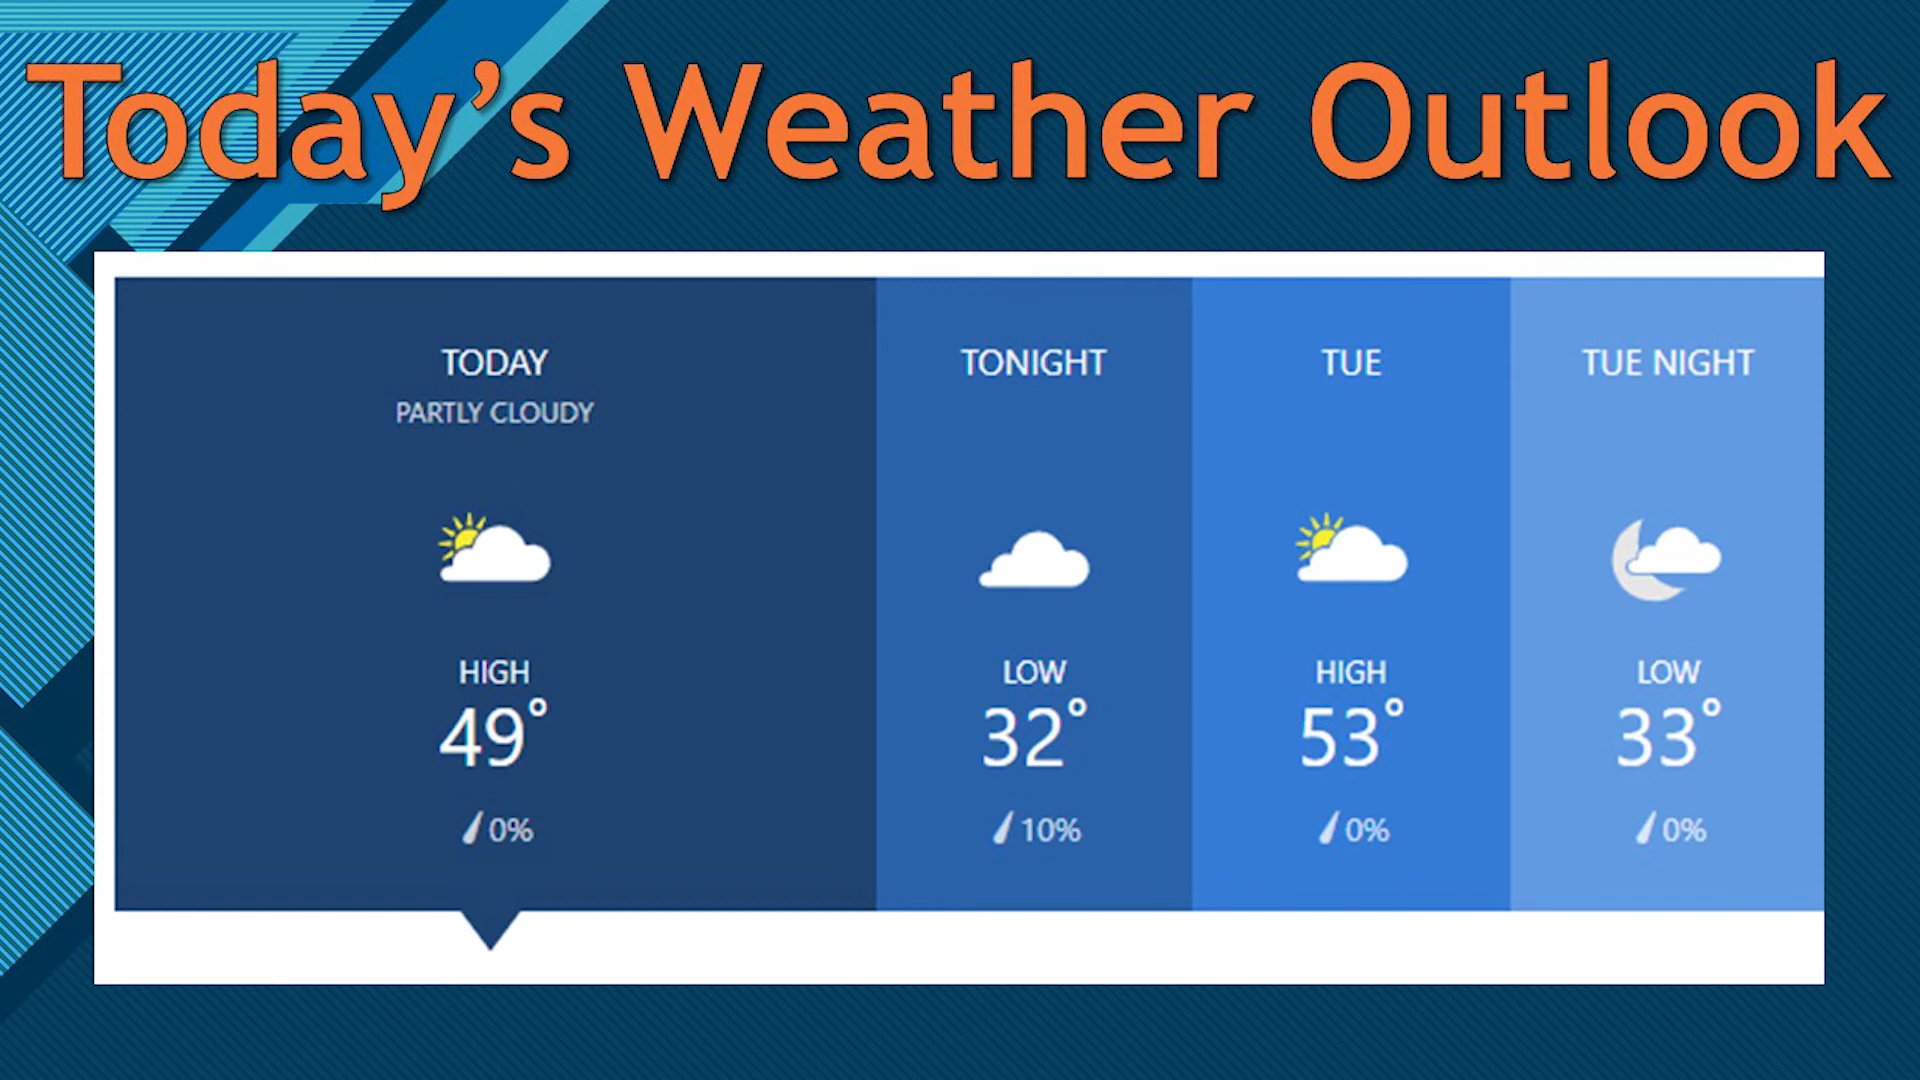 Today’s Weather Outlook
TODAY
PARTLY CLOUDY
HIGH
49°
0%
TONIGHT
LOW
32°
10%
TUE
HIGH
53°
0%
TUE NIGHT
LOW
33°
0%